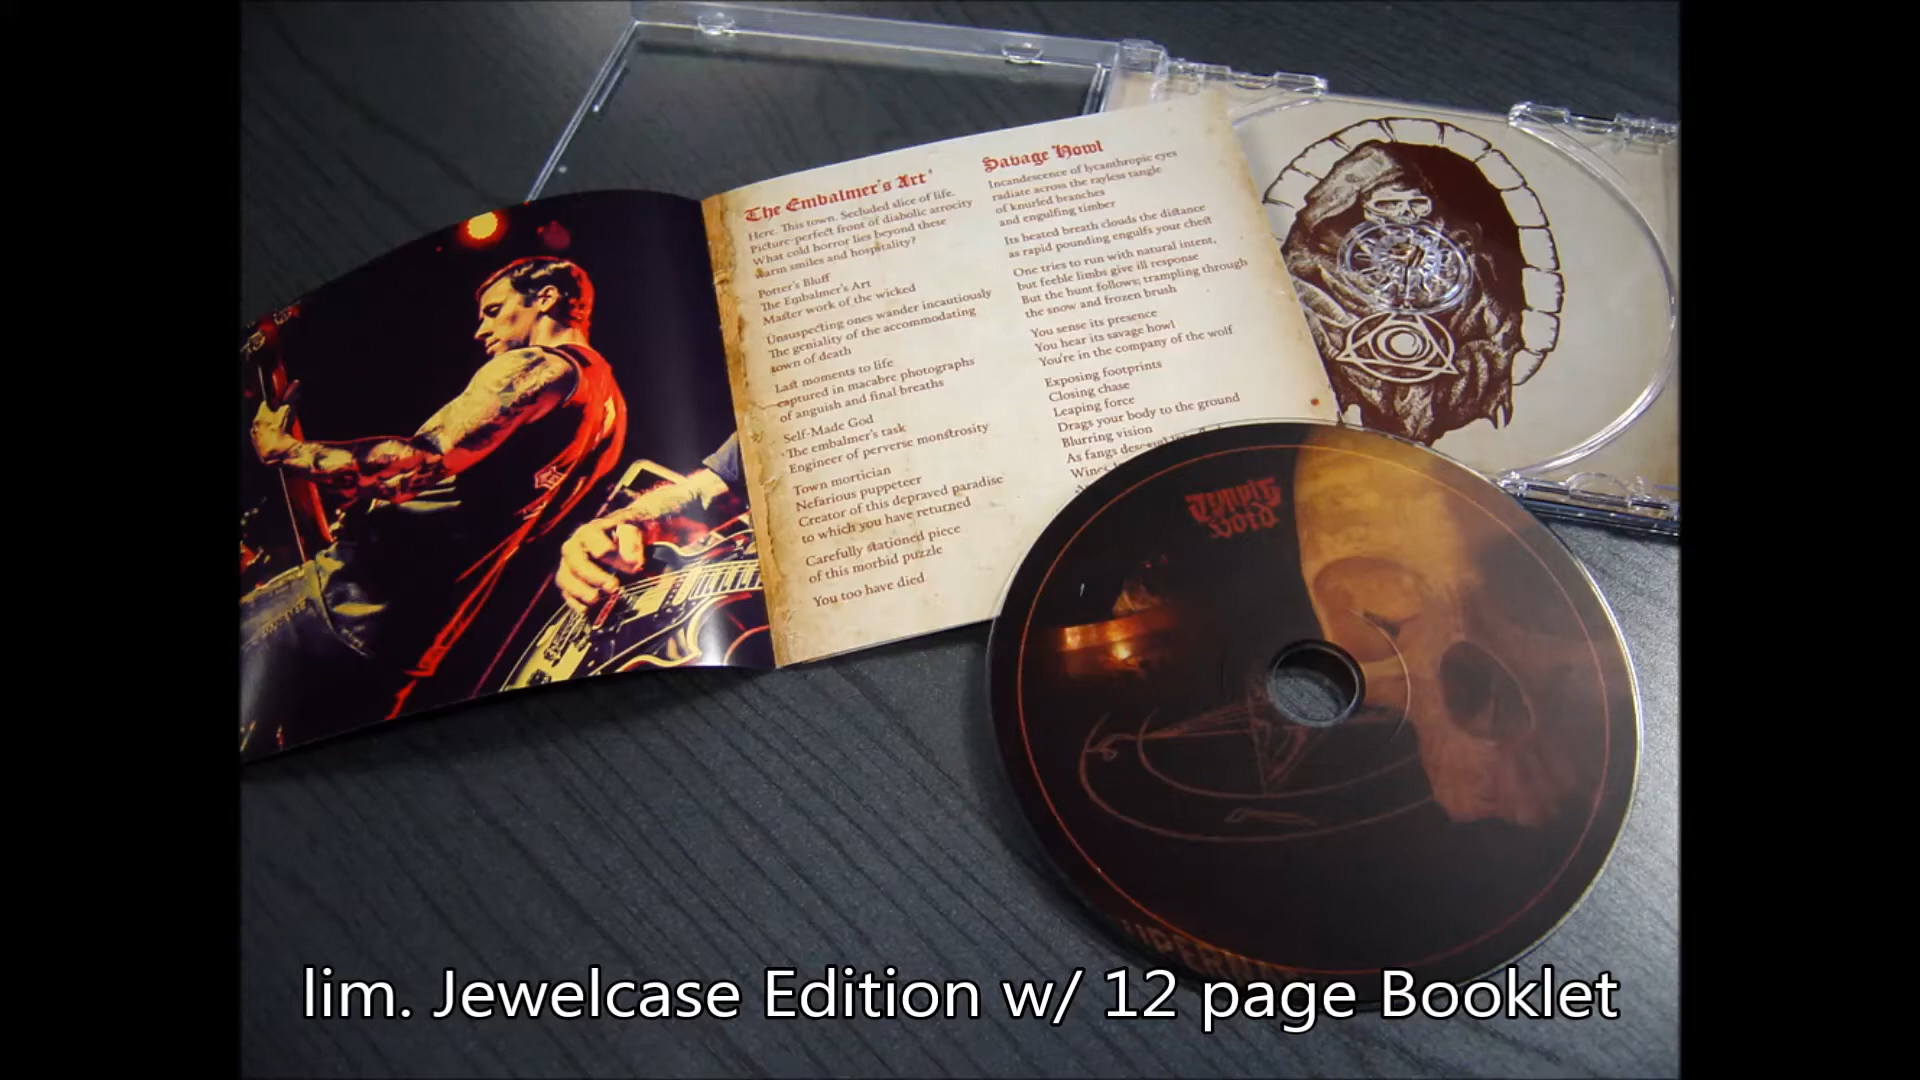 The Embalmer's Art
Here. This town. Secluded slice of life.
Picture-perfect front of diabolic atrocity
What cold horror lies beyond these
warm smiles and hospitality?
Potter's Bluff
The Embalmer's Art
Master work of the wicked
Unsuspecting ones wander incautiously
The geniality of the accommodating
town of death
Last moments to life
captured in macabre photographs
of anguish and final breaths
Self-Made God
The embalmer's task
Engineer of perverse monstrosity
Town mortician
Nefarious puppeteer
Creator of this depraved paradise
to which you have returned
Carefully stationed piece
of this morbid puzzle
You too have died
Savage Howl
Incandescence of lycanthropic eyes
radiate across the rayless tangle
of knurled branches
and engulfing timber
Its heated breath clouds the distance
as rapid pounding engulfs your chest
One tries to run with natural intent,
but feeble limbs give ill response
But the hunt follows; trampling through
the snow and frozen brush
You sense its presence
You hear its savage howl
You're in the company of the wolf
Exposing footprints
Closing chase
Leaping force
Drags your body to the ground
Blurring vision
As fangs
Temple
Void
lim. Jewelcase Edition w/ 12 page Booklet